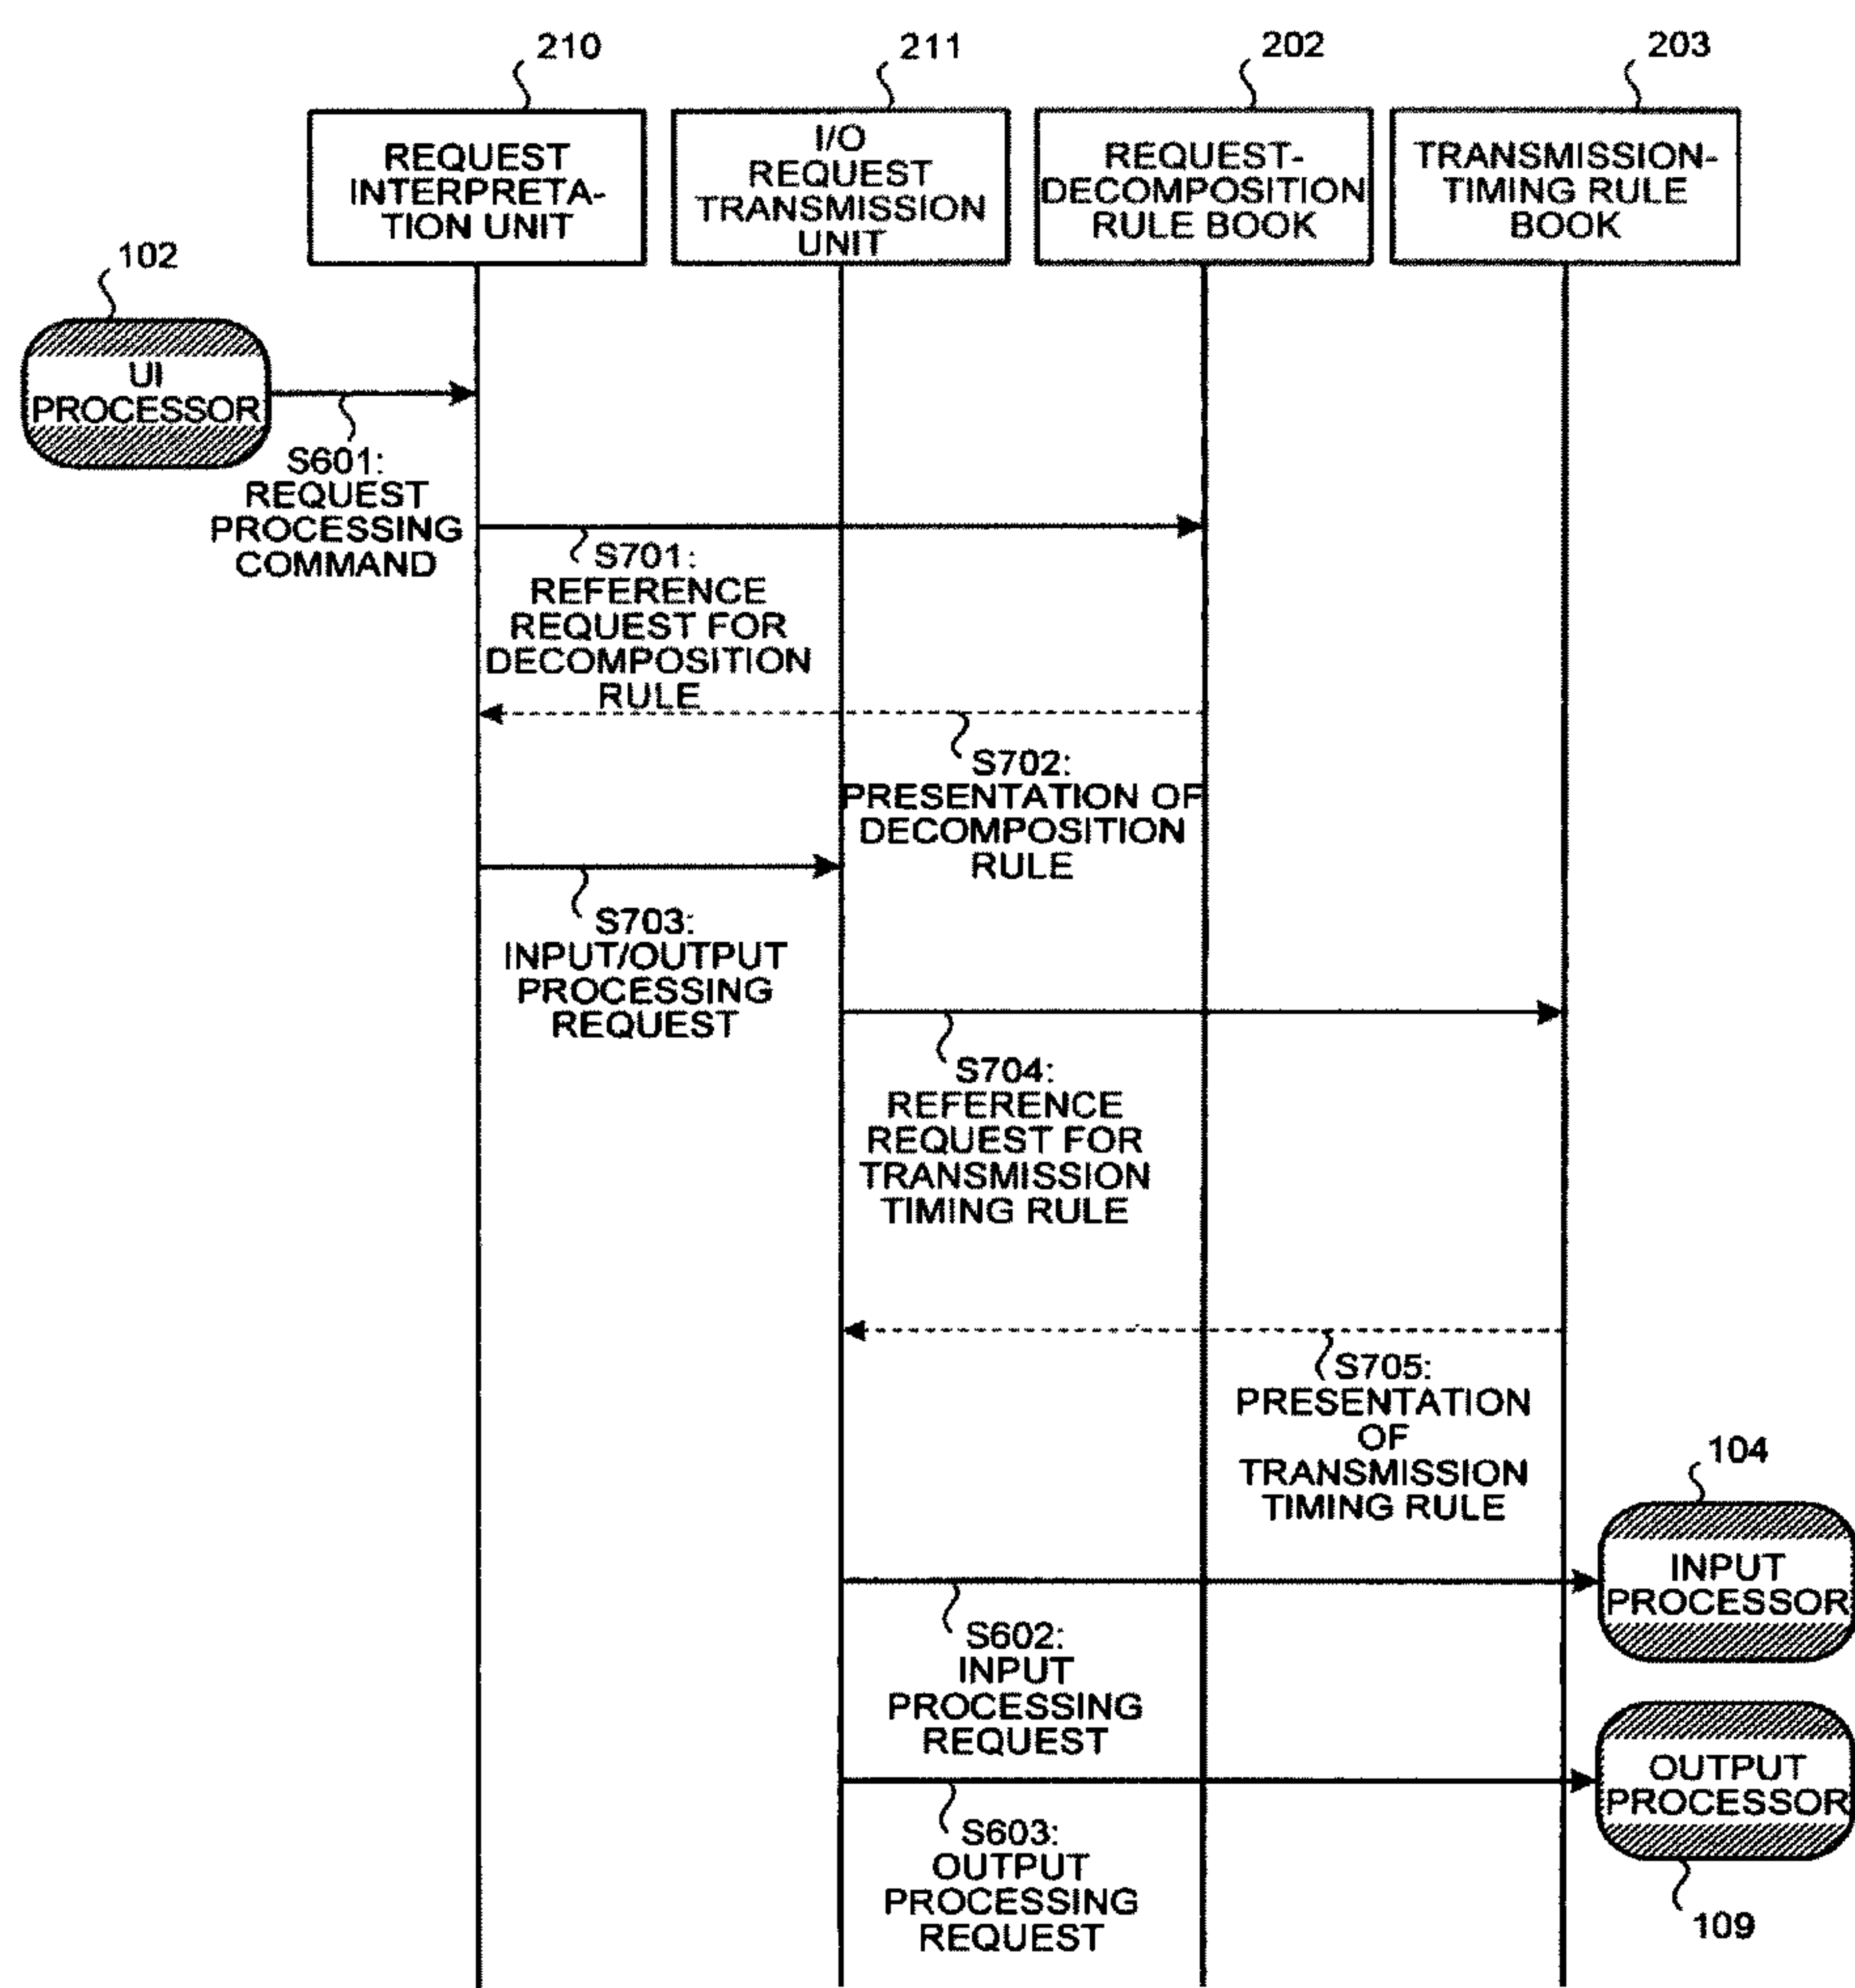 210
211
202
203
REQUEST
INTERPRETA-
TION UNIT
I/O
REQUEST
TRANSMISSION
UNIT
REQUEST-
DECOMPOSITION
RULE BOOK
TRANSMISSION-
TIMING RULE
BOOK
102
UI
PROCESSOR
S601:
REQUEST
PROCESSING
COMMAND
S701:
REFERENCE
REQUEST FOR
DECOMPOSITION
RULE
S702:
PRESENTATION OF
DECOMPOSITION
RULE
S703:
INPUT/OUTPUT
PROCESSING
REQUEST
S704:
REFERENCE
REQUEST FOR
TRANSMISSION
TIMING RULE
S705:
PRESENTATION
OF
TRANSMISSION
TIMING RULE
104
INPUT
PROCESSOR
S602:
INPUT
PROCESSING
REQUEST
OUTPUT
PROCESSOR
S603:
OUTPUT
PROCESSING
REQUEST
109